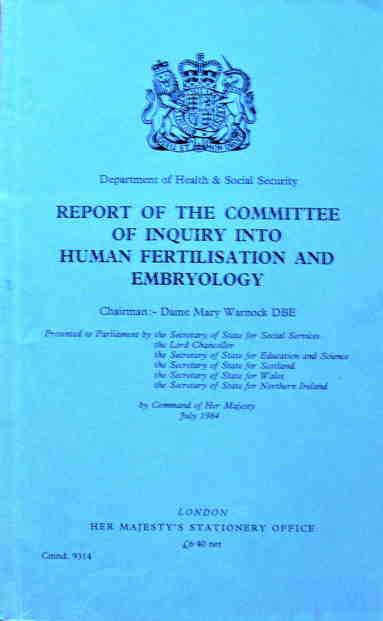 Department of Health & Social Security
REPORT OF THE COMMITTEE
OF INQUIRY INTO
HUMAN FERTILISATION AND
EMBRYOLOGY
Chairman:- Dame Mary Warnock DBE
Presented to Parliament by the Secretary of State for Social Services
the Lord Chancellor
the Secretary of State for Education and Science
the Secretary of State for Scotland
the Secretary of State for Wales
the Secretary of State for Northern Ireland
by Command of Her Majesty
July 1984
LONDON
HER MAJESTY'S STATIONERY OFFICE
£6·40 net
Cmnd. 9314